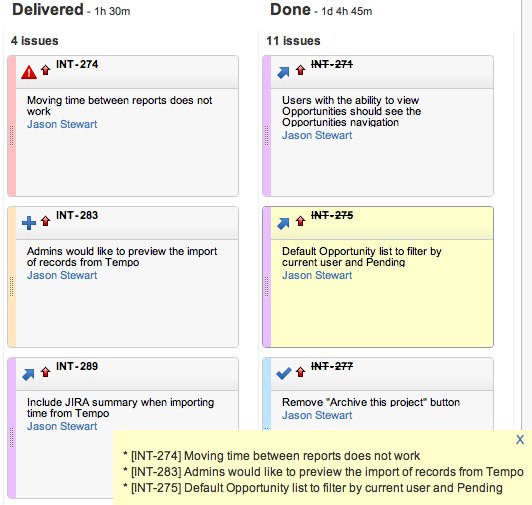 Delivered - 1h 30m
4 issues
INT-274
Moving time between reports does not
work
Jason Stewart
INT-283
Admins would like to preview the import
of records from Tempo
Jason Stewart
INT-289
Include JIRA summary when importing
time from Tempo
Jason Stewart
Done - 1d 4h 45m
11 issues
INT-271
Users with the ability to view
Opportunities should see the
Opportunities navigation
Jason Stewart
INT-275
Default Opportunity list to filter by
current user and Pending
Jason Stewart
INT-277
Remove "Archive this project" button
Jason Stewart
X
* [INT-274] Moving time between reports does not work
* [INT-283] Admins would like to preview the import of records from Tempo
* [INT-275] Default Opportunity list to filter by current user and Pending